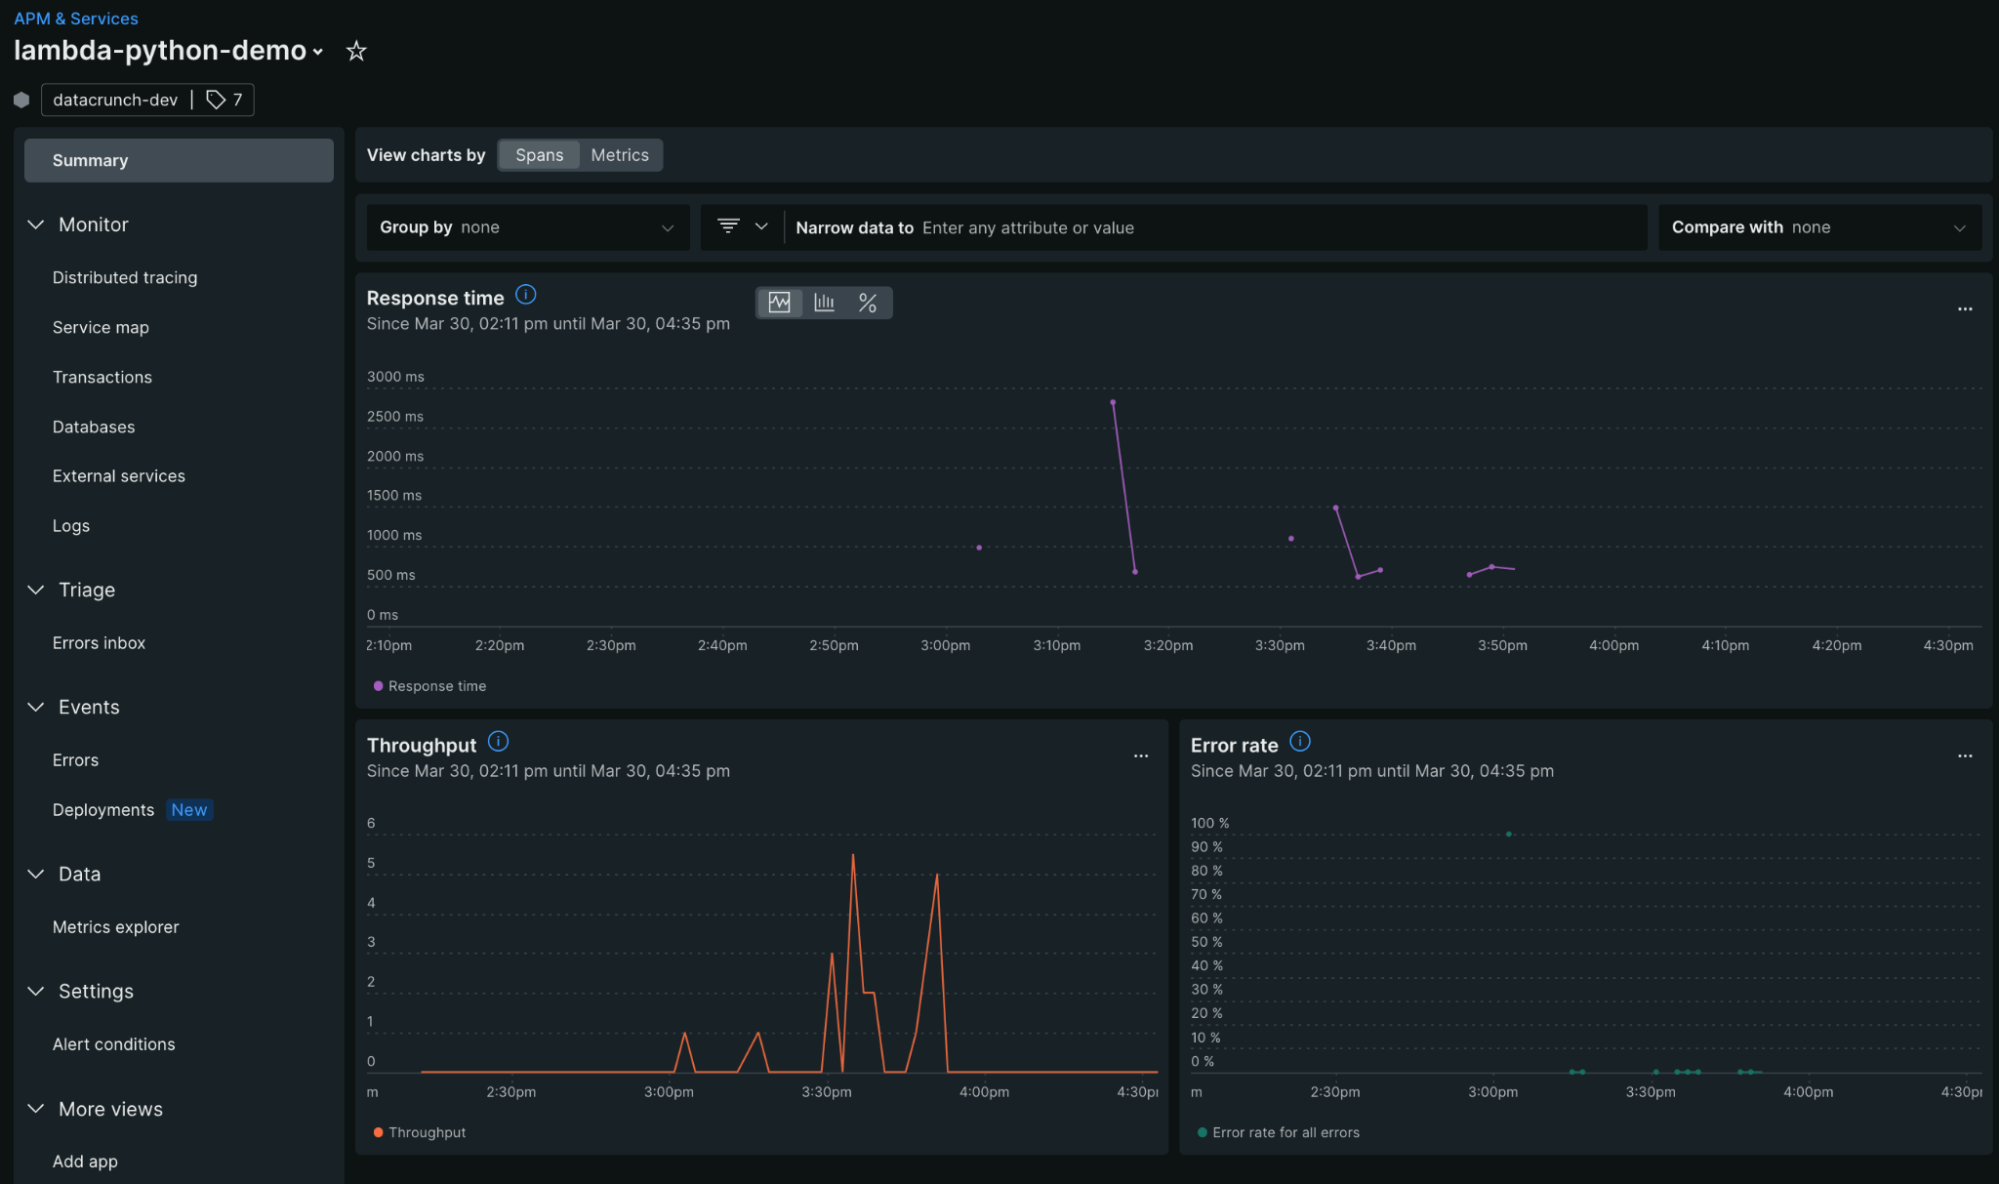 APM & Services
lambda-python-demo
datacrunch-dev | 7
Summary
Monitor
Distributed tracing
Service map
Transactions
Databases
External services
Logs
Triage
Errors inbox
Events
Errors
Deployments New
Data
Metrics explorer
Settings
Alert conditions
More views
Add app
View charts by Spans Metrics
Group by none
Narrow data to Enter any attribute or value
Compare with none
Response time
Since Mar 30, 02:11 pm until Mar 30, 04:35 pm
%
3000 ms
2500 ms
2000 ms
1500 ms
1000 ms
500 ms
0 ms
2:10pm 2:20pm 2:30pm 2:40pm 2:50pm 3:00pm 3:10pm 3:20pm 3:30pm 3:40pm 3:50pm 4:00pm 4:10pm 4:20pm 4:30pm
Response time
Throughput
Since Mar 30, 02:11 pm until Mar 30, 04:35 pm
6
5
4
3
2
1
0
m 2:30pm 3:00pm 3:30pm 4:00pm 4:30p
Throughput
Error rate
Since Mar 30, 02:11 pm until Mar 30, 04:35 pm
100 %
90 %
80 %
70 %
60 %
50 %
40 %
30 %
20 %
10 %
0 %
m 2:30pm 3:00pm 3:30pm 4:00pm 4:30p
Error rate for all errors